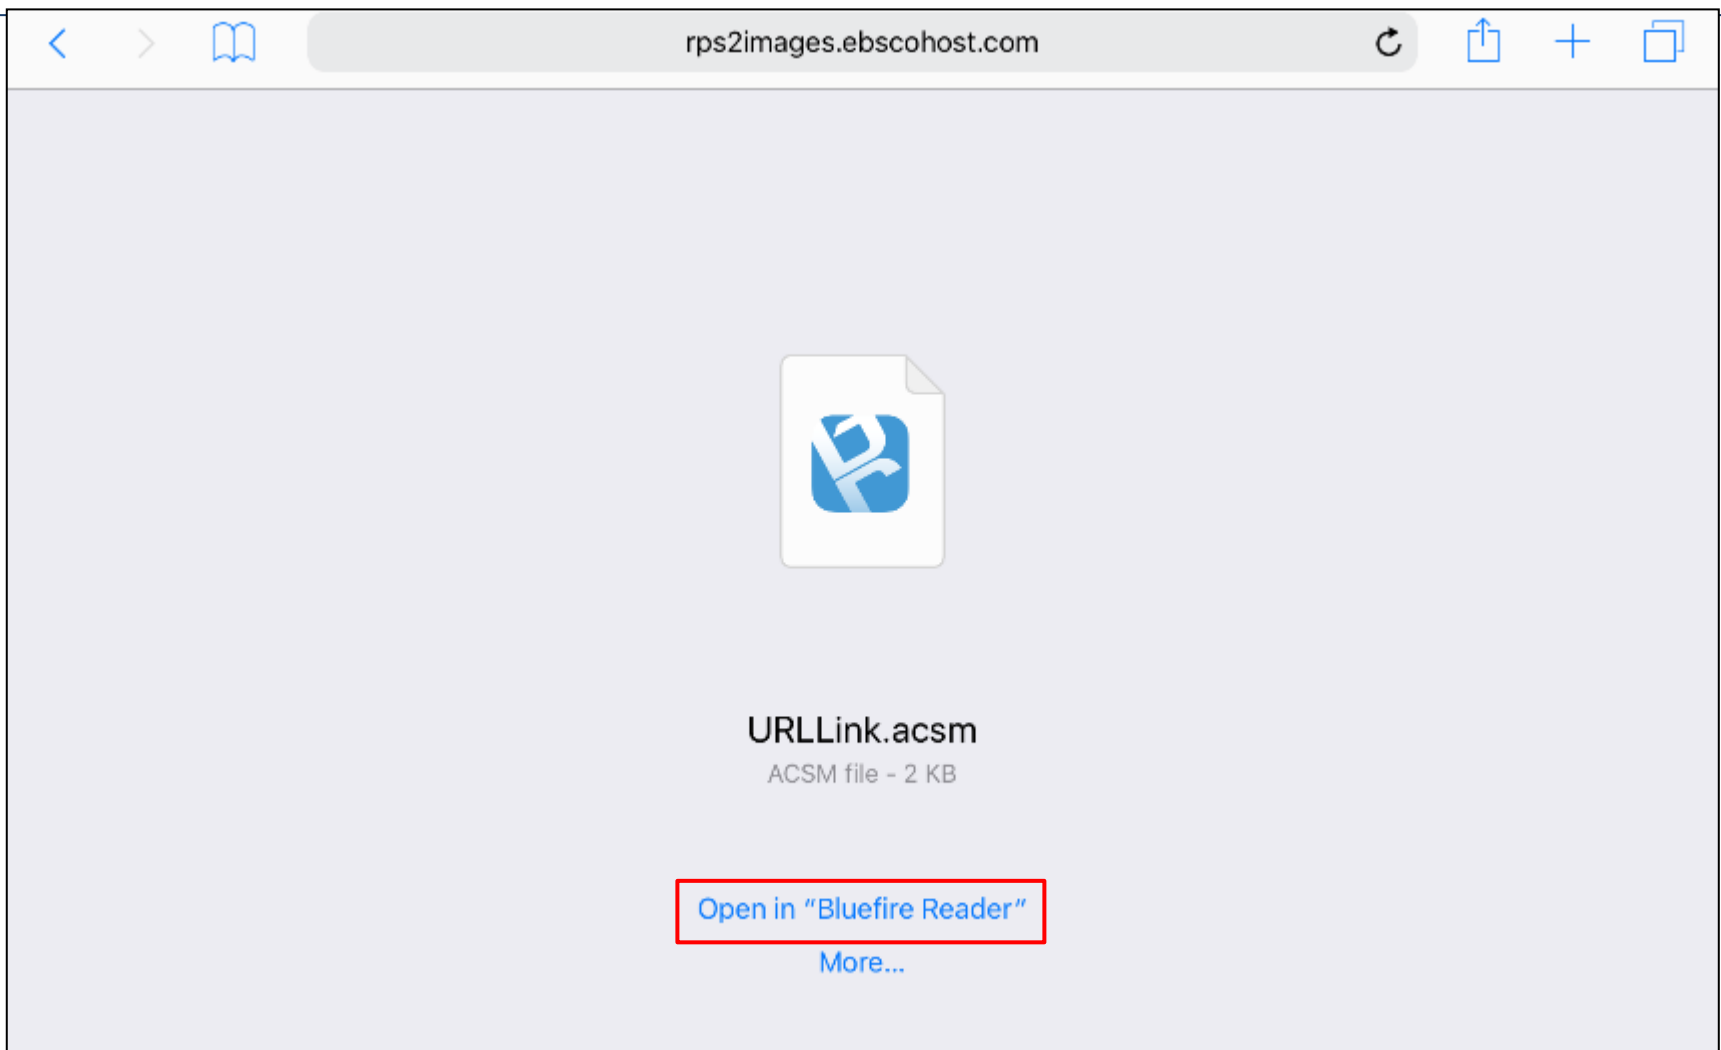 rps2images.ebscohost.com
URLLink.acsm
ACSM file - 2 KB
Open in “Bluefire Reader”
More...